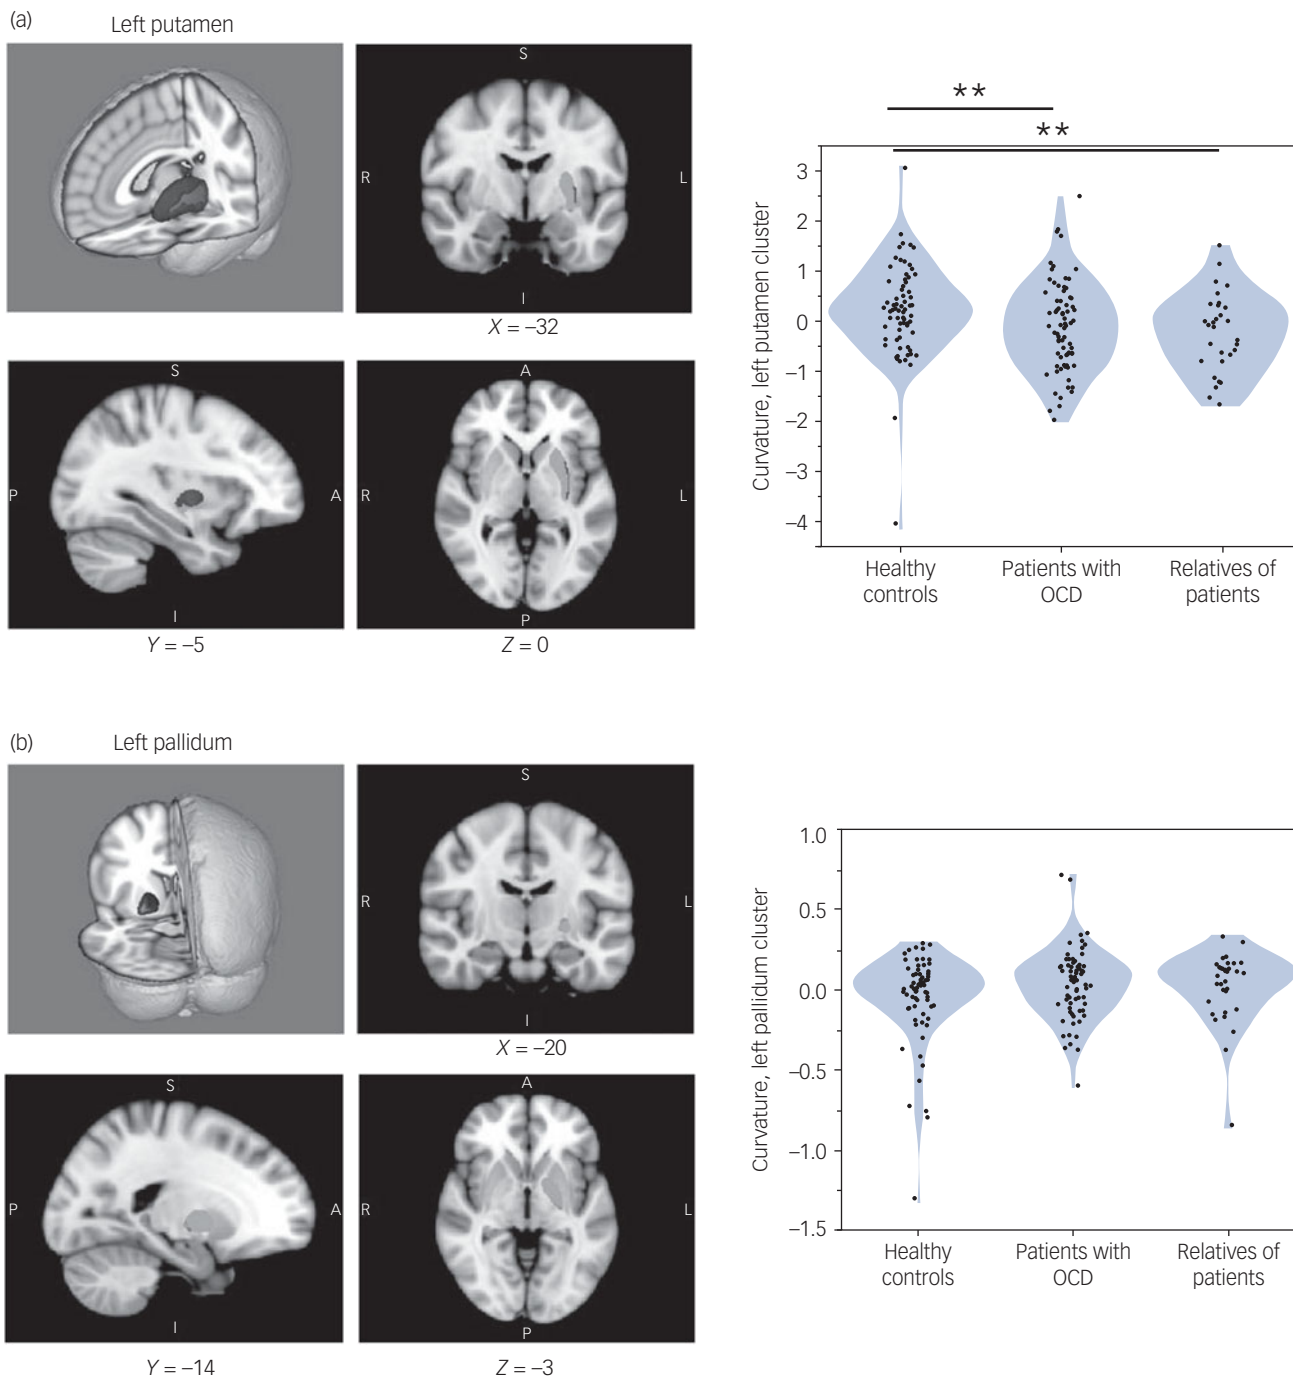 (a)
Left putamen
S
R
L
I
X = –32
S
P
A
I
Y = –5
A
R
L
P
Z = 0
**
**
Curvature, left putamen cluster
3
2
1
0
–1
–2
–3
–4
Healthy
controls
Patients with
OCD
Relatives of
patients
(b)
Left pallidum
S
R
L
I
X = –20
S
P
A
I
Y = –14
A
R
L
P
Z = –3
Curvature, left pallidum cluster
1.0
0.5
0.0
–0.5
–1.0
–1.5
Healthy
controls
Patients with
OCD
Relatives of
patients